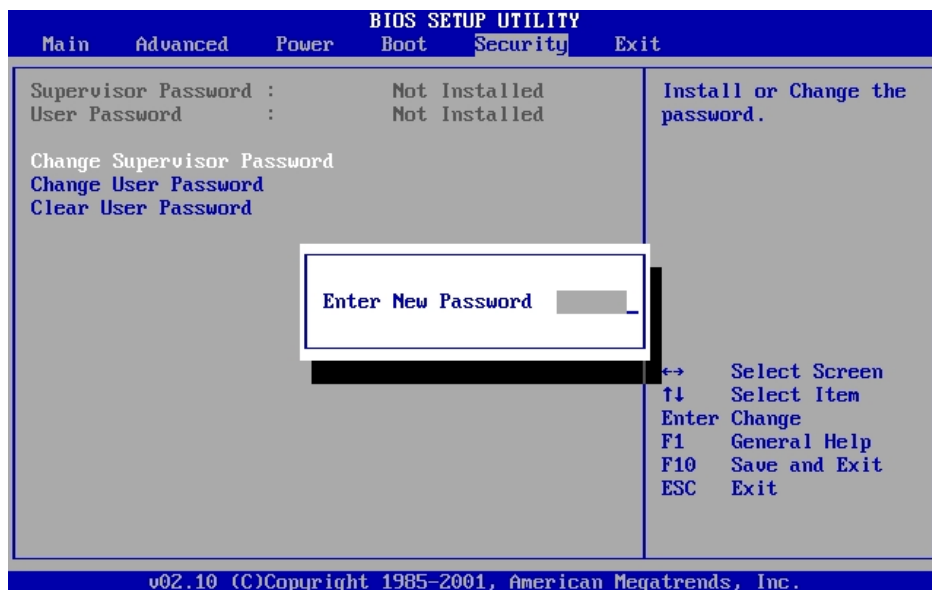 BIOS SETUP UTILITY
Main Advanced Power Boot Security Exit
Supervisor Password : Not Installed
User Password : Not Installed
Change Supervisor Password
Change User Password
Clear User Password
Enter New Password
Install or Change the
password.
↔ Select Screen
↑↓ Select Item
Enter Change
F1 General Help
F10 Save and Exit
ESC Exit
v02.10 (C)Copyright 1985-2001, American Megatrends, Inc.